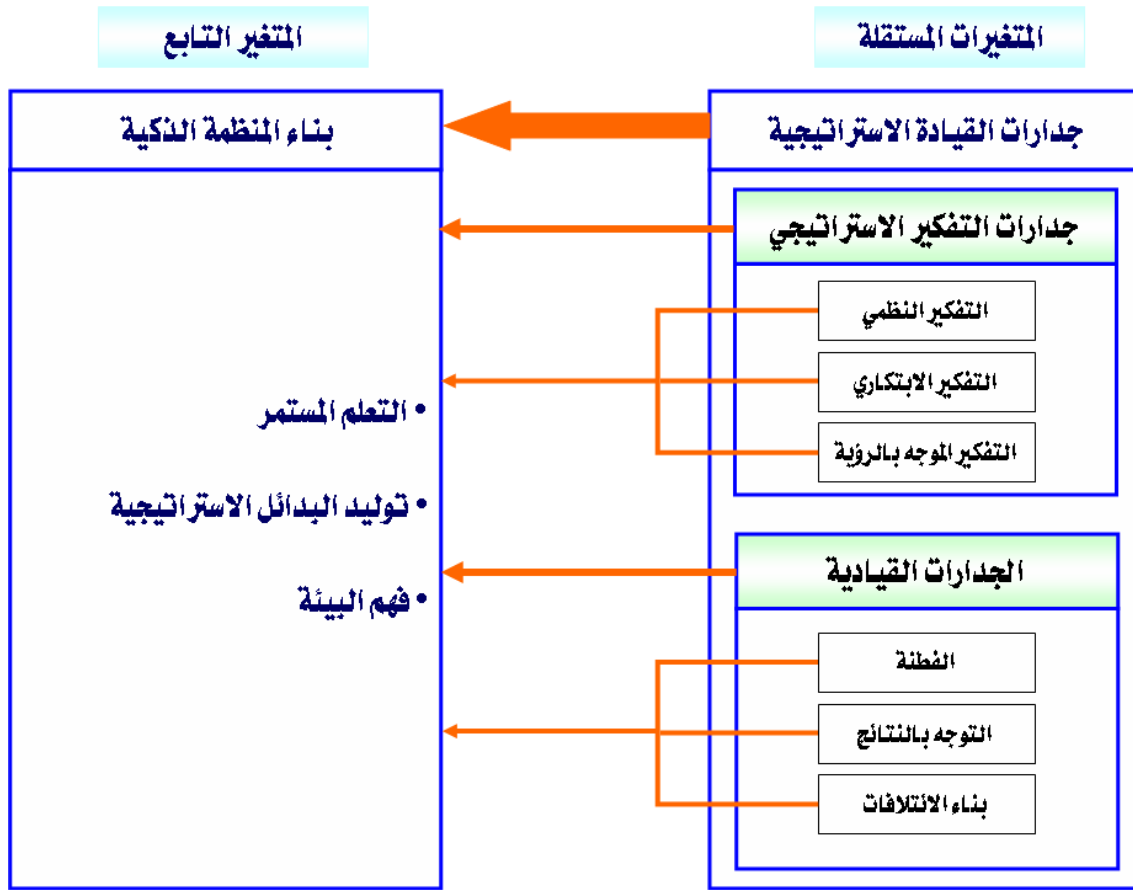 المتغيرات المستقلة
المتغير التابع
جدارات القيادة الاستراتيجية
بناء المنظمة الذكية
جدارات التفكير الاستراتيجي
التفكير النظمي
التفكير الابتكاري
التفكير الموجه بالرؤية
الجدارات القيادية
الفطنة
التوجه بالنتائج
بناء الائتلافات
• التعلم المستمر
• توليد البدائل الاستراتيجية
• فهم البيئة